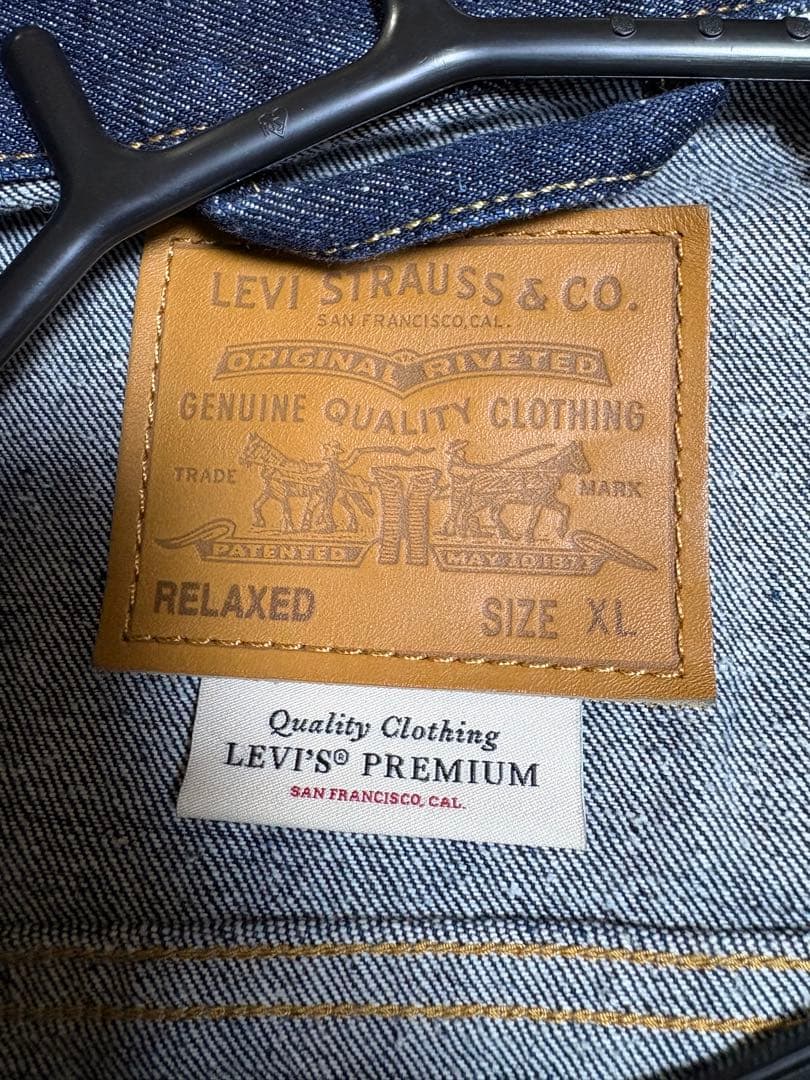 LEVI STRAUSS & CO.
SAN FRANCISCO, CAL.
ORIGINAL RIVETED
GENUINE QUALITY CLOTHING
TRADE MARK
PATENTED MAY 20 1873
RELAXED SIZE XL
Quality Clothing
LEVI'S® PREMIUM
SAN FRANCISCO, CAL.